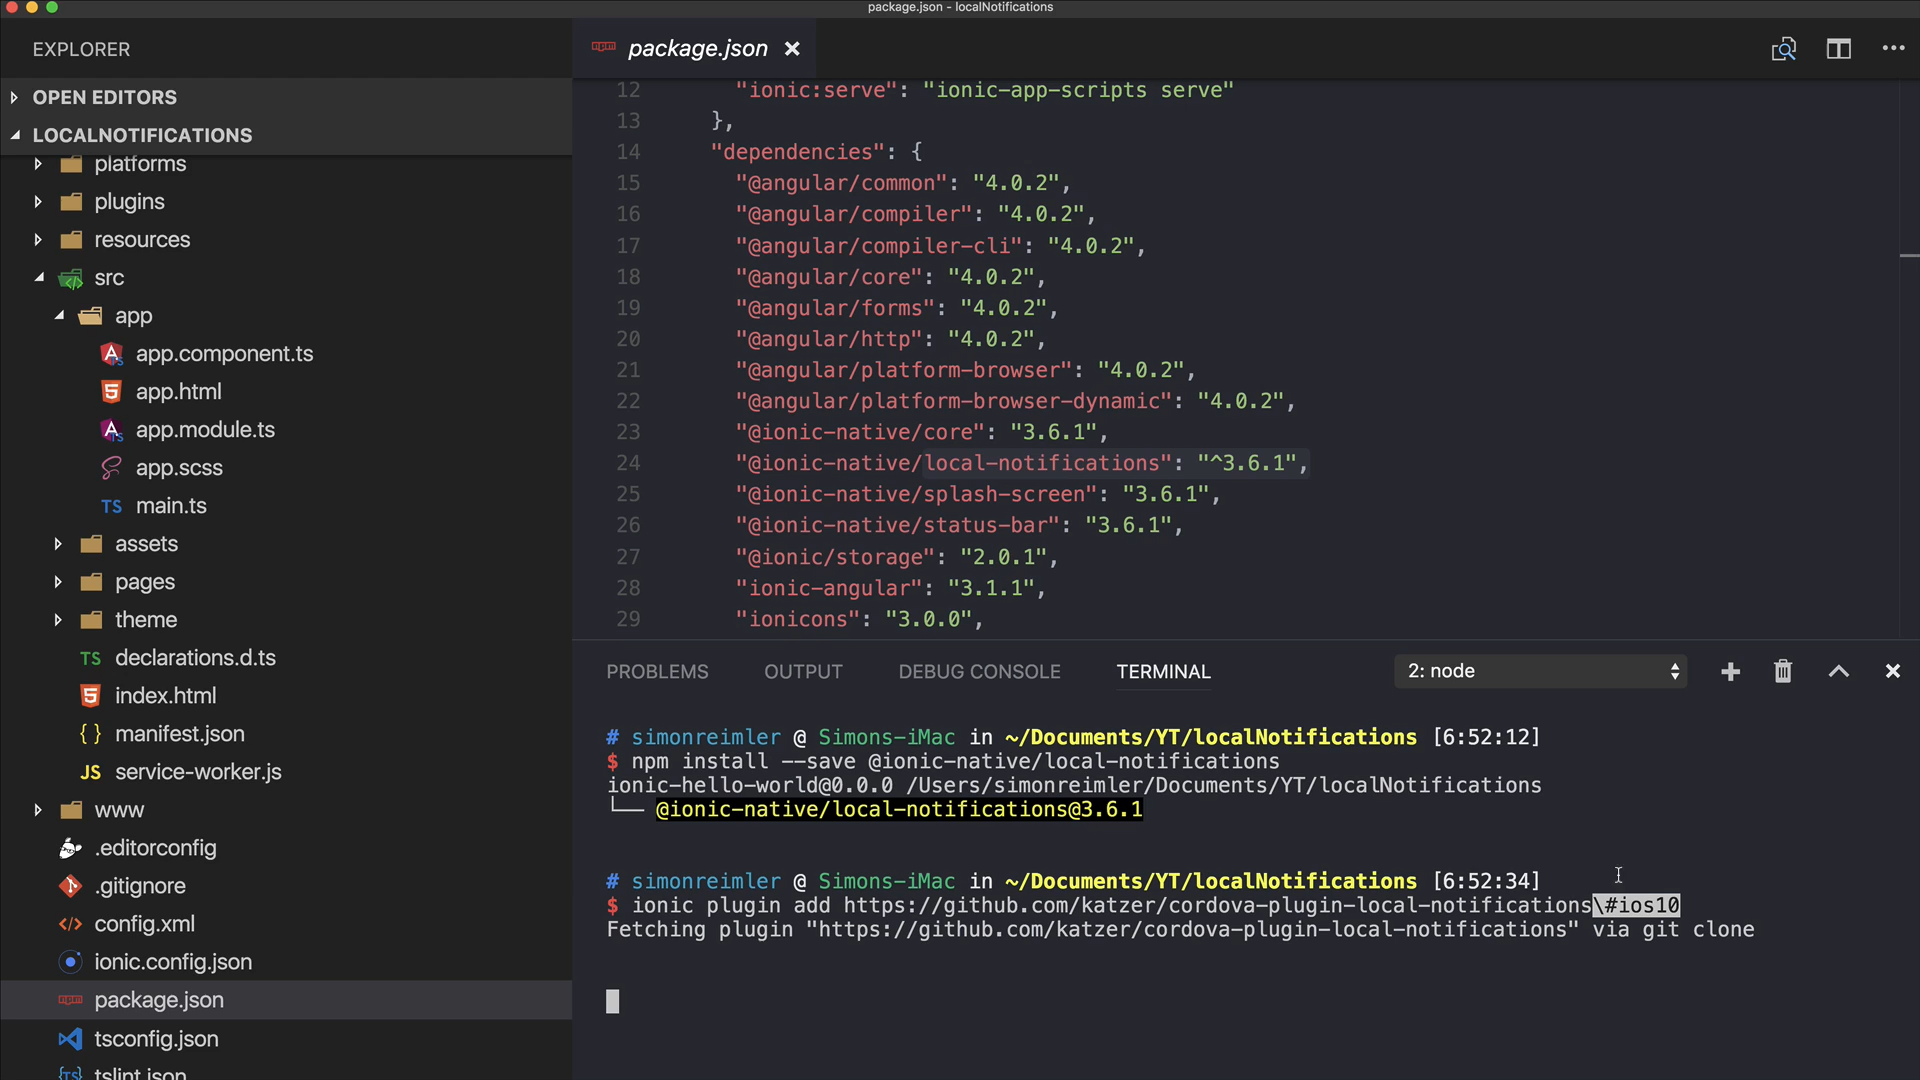 package.json - localNotifications
EXPLORER
OPEN EDITORS
LOCALNOTIFICATIONS
platforms
plugins
resources
src
app
app.component.ts
app.html
app.module.ts
app.scss
TS main.ts
assets
pages
theme
TS declarations.d.ts
index.html
{ } manifest.json
JS service-worker.js
www
.editorconfig
.gitignore
config.xml
ionic.config.json
package.json
tsconfig.json
tslint.json
package.json
12 "ionic:serve": "ionic-app-scripts serve"
13 },
14 "dependencies": {
15 "@angular/common": "4.0.2",
16 "@angular/compiler": "4.0.2",
17 "@angular/compiler-cli": "4.0.2",
18 "@angular/core": "4.0.2",
19 "@angular/forms": "4.0.2",
20 "@angular/http": "4.0.2",
21 "@angular/platform-browser": "4.0.2",
22 "@angular/platform-browser-dynamic": "4.0.2",
23 "@ionic-native/core": "3.6.1",
24 "@ionic-native/local-notifications": "^3.6.1",
25 "@ionic-native/splash-screen": "3.6.1",
26 "@ionic-native/status-bar": "3.6.1",
27 "@ionic/storage": "2.0.1",
28 "ionic-angular": "3.1.1",
29 "ionicons": "3.0.0",
PROBLEMS OUTPUT DEBUG CONSOLE TERMINAL 2: node
# simonreimler @ Simons-iMac in ~/Documents/YT/localNotifications [6:52:12]
$ npm install --save @ionic-native/local-notifications
ionic-hello-world@0.0.0 /Users/simonreimler/Documents/YT/localNotifications
└── @ionic-native/local-notifications@3.6.1
# simonreimler @ Simons-iMac in ~/Documents/YT/localNotifications [6:52:34]
$ ionic plugin add https://github.com/katzer/cordova-plugin-local-notifications\#ios10
Fetching plugin "https://github.com/katzer/cordova-plugin-local-notifications" via git clone